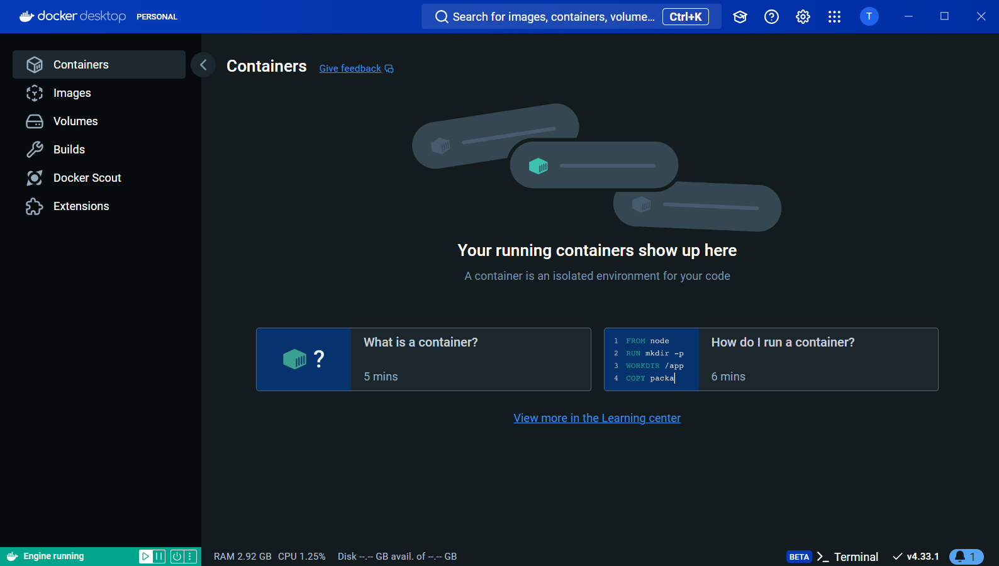 docker desktop PERSONAL
Search for images, containers, volume... Ctrl+K
T
Containers
Images
Volumes
Builds
Docker Scout
Extensions
Containers Give feedback
Your running containers show up here
A container is an isolated environment for your code
?
What is a container?
5 mins
1 FROM node
2 RUN mkdir -p
3 WORKDIR /app
4 COPY packa
How do I run a container?
6 mins
View more in the Learning center
Engine running
RAM 2.92 GB CPU 1.25% Disk --.-- GB avail. of --.-- GB
BETA Terminal v4.33.1 1